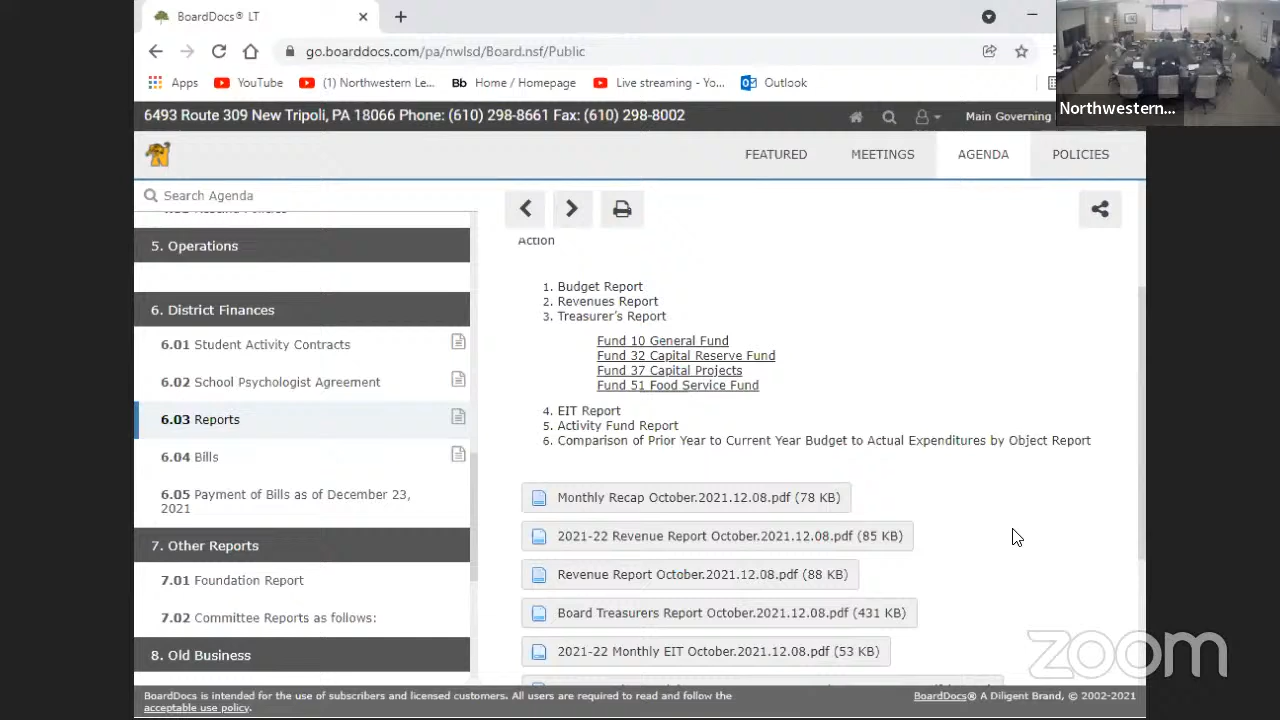 BoardDocs® LT
go.boarddocs.com/pa/nwlsd/Board.nsf/Public
Apps YouTube (1) Northwestern Le... Bb Home / Homepage Live streaming - Yo... Outlook
Northwestern...
6493 Route 309 New Tripoli, PA 18066 Phone: (610) 298-8661 Fax: (610) 298-8002 Main Governing
FEATURED MEETINGS AGENDA POLICIES
Search Agenda
5. Operations
6. District Finances
6.01 Student Activity Contracts
6.02 School Psychologist Agreement
6.03 Reports
6.04 Bills
6.05 Payment of Bills as of December 23,
2021
7. Other Reports
7.01 Foundation Report
7.02 Committee Reports as follows:
8. Old Business
Action
1. Budget Report
2. Revenues Report
3. Treasurer's Report
Fund 10 General Fund
Fund 32 Capital Reserve Fund
Fund 37 Capital Projects
Fund 51 Food Service Fund
4. EIT Report
5. Activity Fund Report
6. Comparison of Prior Year to Current Year Budget to Actual Expenditures by Object Report
Monthly Recap October.2021.12.08.pdf (78 KB)
2021-22 Revenue Report October.2021.12.08.pdf (85 KB)
Revenue Report October.2021.12.08.pdf (88 KB)
Board Treasurers Report October.2021.12.08.pdf (431 KB)
2021-22 Monthly EIT October.2021.12.08.pdf (53 KB)
zoom
BoardDocs is intended for the use of subscribers and licensed customers. All users are required to read and follow the
acceptable use policy.
BoardDocs® A Diligent Brand, © 2002-2021